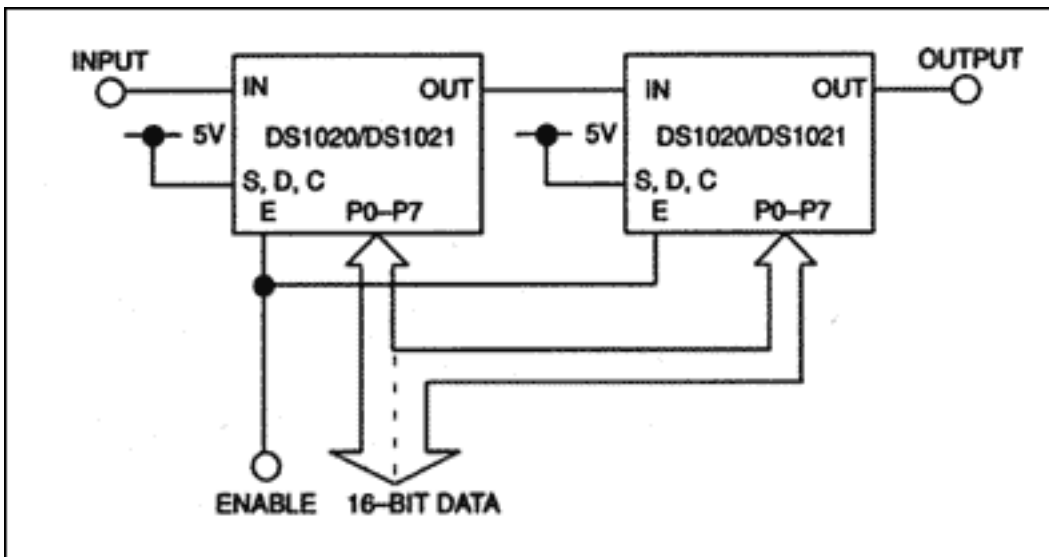 INPUT
OUTPUT
IN
OUT
IN
OUT
5V
DS1020/DS1021
5V
DS1020/DS1021
S, D, C
S, D, C
E
P0–P7
E
P0–P7
ENABLE
16–BIT DATA